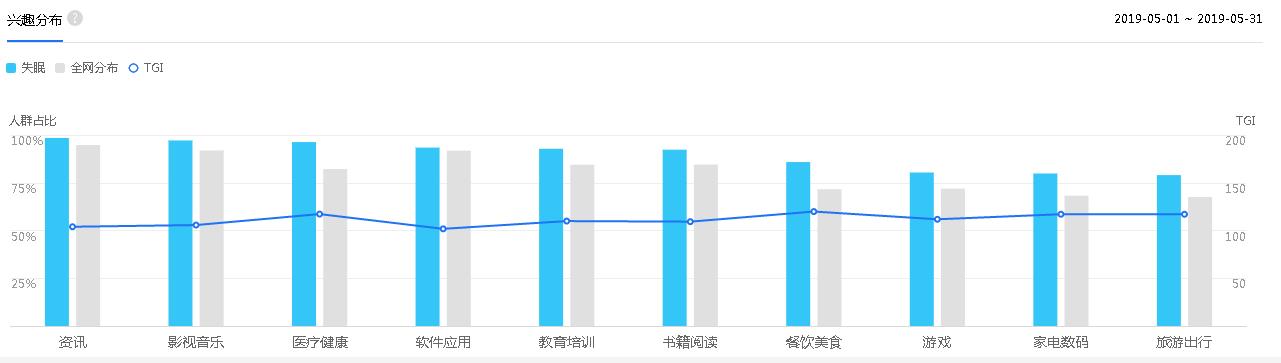 兴趣分布 ? 2019-05-01 ~ 2019-05-31
失眠 全网分布 TGI
人群占比 TGI
100% 200
75% 150
50% 100
25% 50
资讯 影视音乐 医疗健康 软件应用 教育培训 书籍阅读 餐饮美食 游戏 家电数码 旅游出行